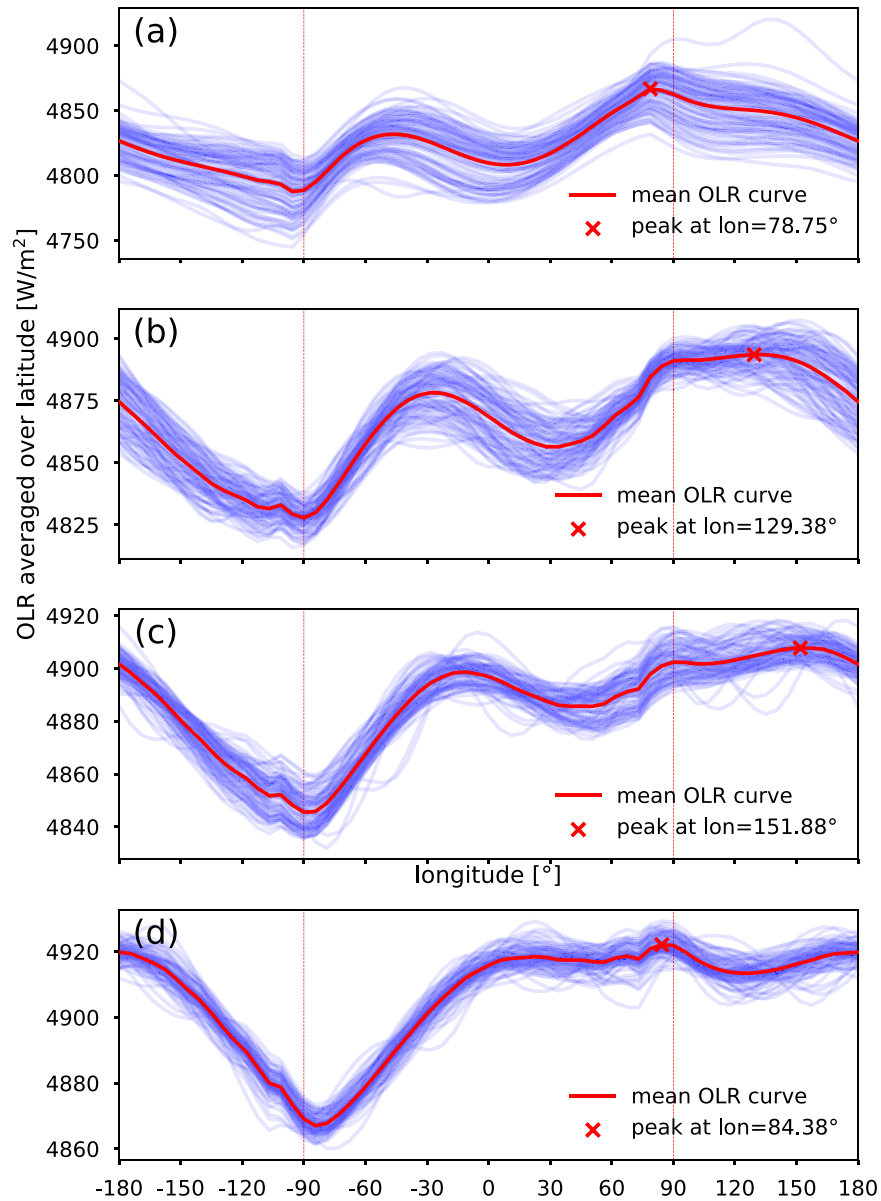 OLR averaged over latitude [W/m²]
(a)
4900
4850
4800
4750
mean OLR curve
peak at lon=78.75°
(b)
4900
4875
4850
4825
mean OLR curve
peak at lon=129.38°
(c)
4920
4900
4880
4860
4840
mean OLR curve
peak at lon=151.88°
longitude [°]
(d)
4920
4900
4880
4860
mean OLR curve
peak at lon=84.38°
-180 -150 -120 -90 -60 -30 0 30 60 90 120 150 180